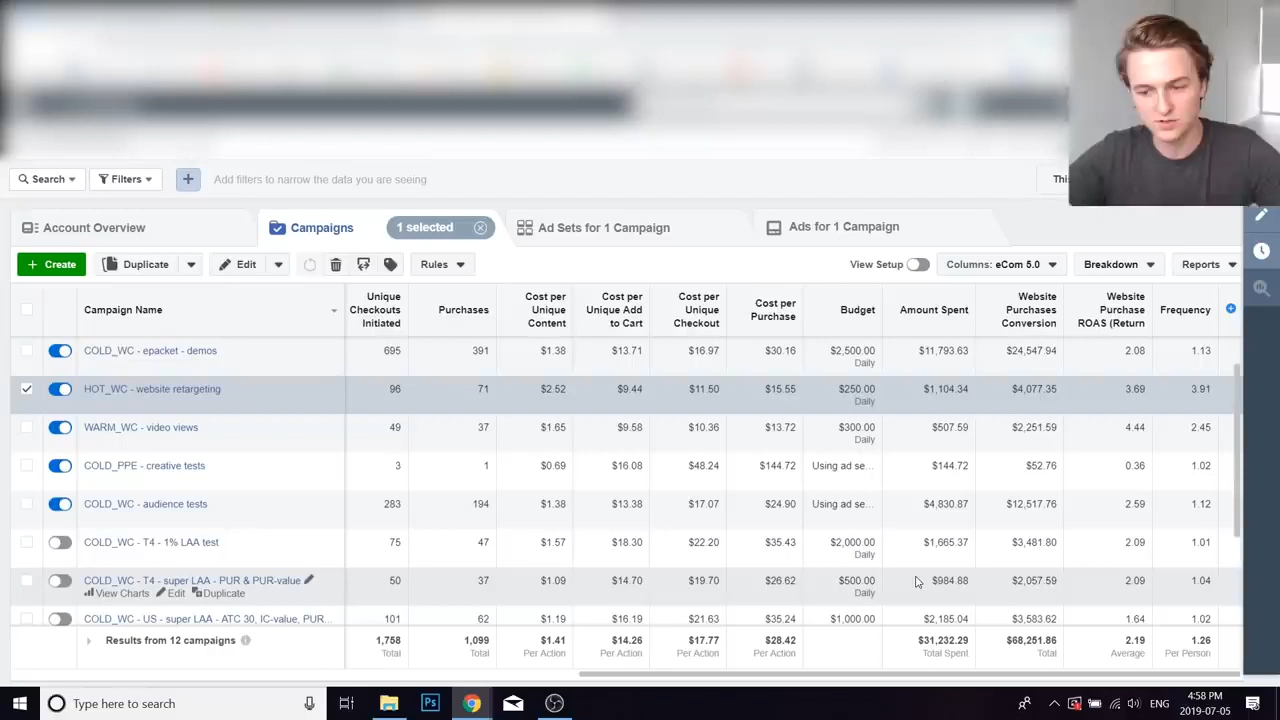 Search Filters + Add filters to narrow the data you are seeing This
Account Overview Campaigns 1 selected Ad Sets for 1 Campaign Ads for 1 Campaign
+ Create Duplicate Edit Rules View Setup Columns: eCom 5.0 Breakdown Reports
Campaign Name Unique Checkouts Initiated Purchases Cost per Unique Content Cost per Unique Add to Cart Cost per Unique Checkout Cost per Purchase Budget Amount Spent Website Purchases Conversion Website Purchase ROAS (Return Frequency
COLD_WC - epacket - demos 695 391 $1.38 $13.71 $16.97 $30.16 $2,500.00 $11,793.63 $24,547.94 2.08 1.13
Daily
HOT_WC - website retargeting 96 71 $2.52 $9.44 $11.50 $15.55 $250.00 $1,104.34 $4,077.35 3.69 3.91
Daily
WARM_WC - video views 49 37 $1.65 $9.58 $10.36 $13.72 $300.00 $507.59 $2,251.59 4.44 2.45
Daily
COLD_PPE - creative tests 3 1 $0.69 $16.08 $48.24 $144.72 Using ad se... $144.72 $52.76 0.36 1.02
COLD_WC - audience tests 283 194 $1.38 $13.38 $17.07 $24.90 Using ad se... $4,830.87 $12,517.76 2.59 1.12
COLD_WC - T4 - 1% LAA test 75 47 $1.57 $18.30 $22.20 $35.43 $2,000.00 $1,665.37 $3,481.80 2.09 1.01
Daily
COLD_WC - T4 - super LAA - PUR & PUR-value 50 37 $1.09 $14.70 $19.70 $26.62 $500.00 $984.88 $2,057.59 2.09 1.04
View Charts Edit Duplicate Daily
COLD_WC - US - super LAA - ATC 30, IC-value, PUR... 101 62 $1.19 $19.19 $21.63 $35.24 $1,000.00 $2,185.04 $3,583.62 1.64 1.02
Results from 12 campaigns 1,758 1,099 $1.41 $14.26 $17.77 $28.42 $31,232.29 $68,251.86 2.19 1.26
Total Total Per Action Per Action Per Action Per Action Total Spent Total Average Per Person
Type here to search Ps ENG 4:58 PM
2019-07-05